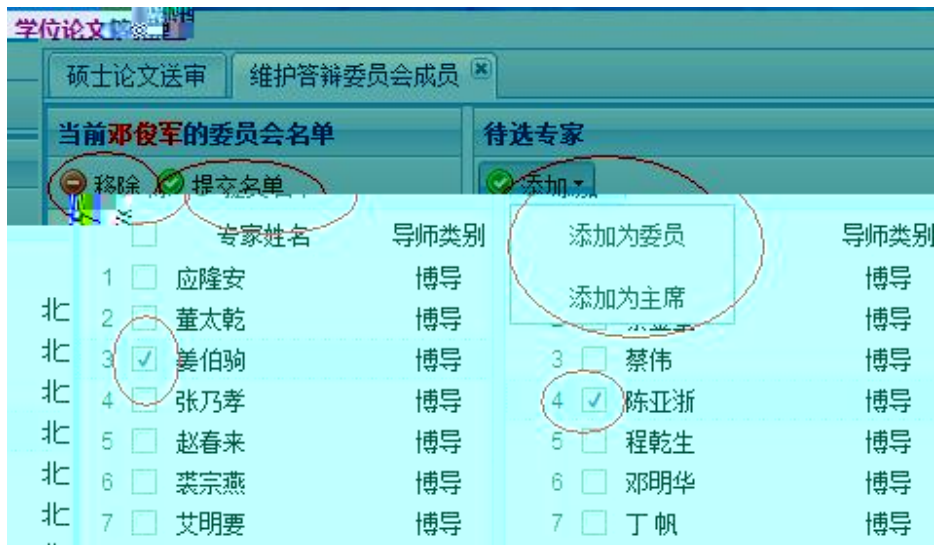 学位论文
硕士论文送审 维护答辩委员会成员
当前邓俊军的委员会名单 待选专家
移除 提交名单 添加
专家姓名 导师类别 添加为委员 导师类别
1 应隆安 博导 博导
添加为主席
北 2 董太乾 博导 博导
北 3 姜伯驹 博导 3 蔡伟 博导
北 4 张乃孝 博导 4 陈亚浙 博导
北 5 赵春来 博导 5 程乾生 博导
北 6 裘宗燕 博导 6 邓明华 博导
北 7 艾明要 博导 7 丁帆 博导